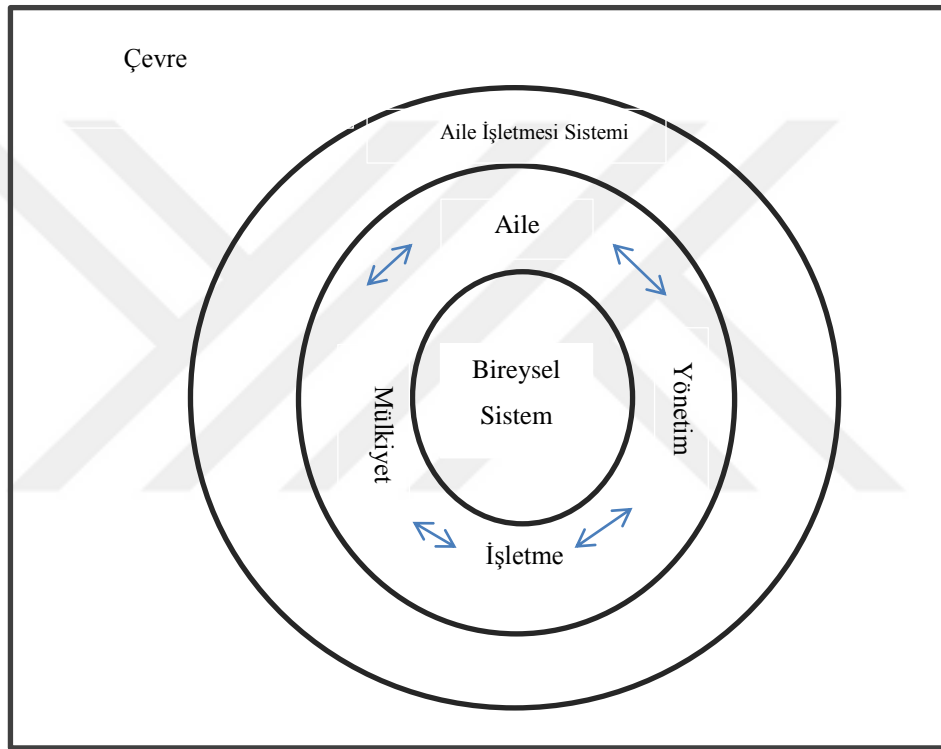 Çevre
Aile İşletmesi Sistemi
Aile
Bireysel
Sistem
Mülkiyet
Yönetim
İşletme